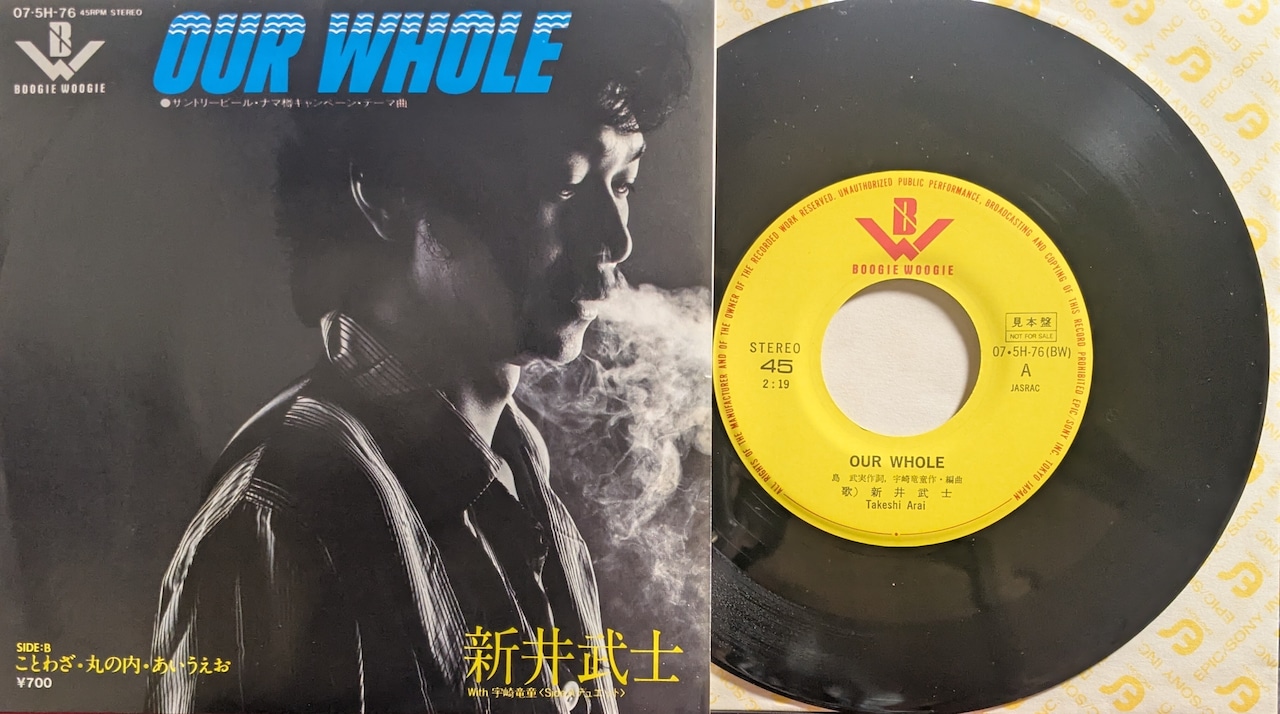 07・5H-76 45RPM STEREO
BW
BOOGIE WOOGIE
OUR WHOLE
●サントリービール・ナマ樽キャンペーン・テーマ曲
SIDE:B
ことわざ・丸の内・あいうえお
¥700
新井武士
With 宇崎竜童
BW
BOOGIE WOOGIE
ALL RIGHTS OF THE MANUFACTURER AND OF THE OWNER OF THE RECORDED WORK RESERVED. UNAUTHORIZED PUBLIC PERFORMANCE, BROADCASTING AND COPYING OF THIS RECORD PROHIBITED EPIC/SONY INC. TOKYO JAPAN
STEREO
45
2:19
見本盤
NOT FOR SALE
07・5H-76(BW)
A
JASRAC
OUR WHOLE
島 武実作詞, 宇崎竜童作・編曲
歌) 新井武士
Takeshi Arai
EPIC/SONY INC